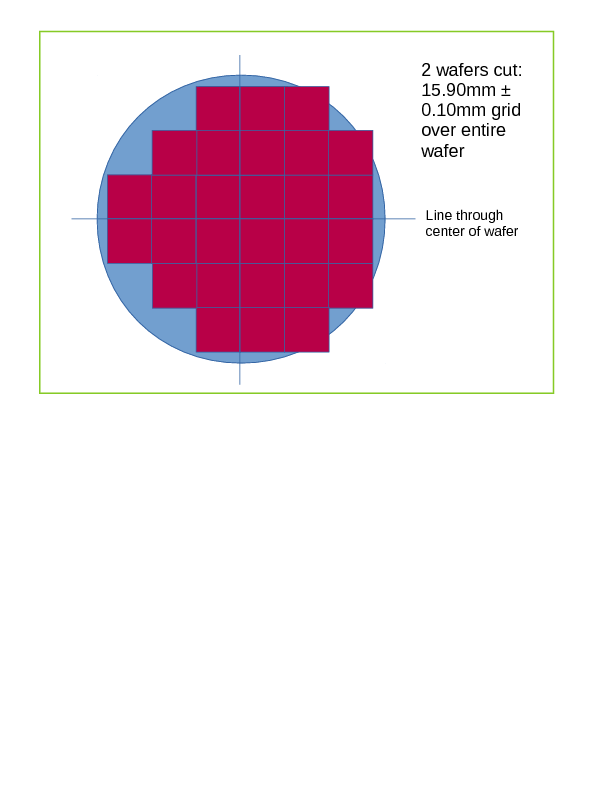 2 wafers cut:
15.90mm ±
0.10mm grid
over entire
wafer
Line through
center of wafer